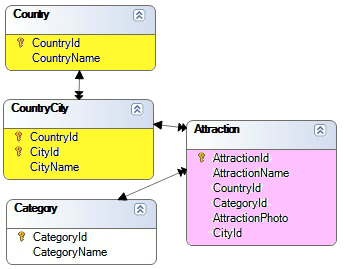 Country
CountryId
CountryName
CountryCity
CountryId
CityId
CityName
Attraction
AttractionId
AttractionName
CountryId
CategoryId
AttractionPhoto
CityId
Category
CategoryId
CategoryName